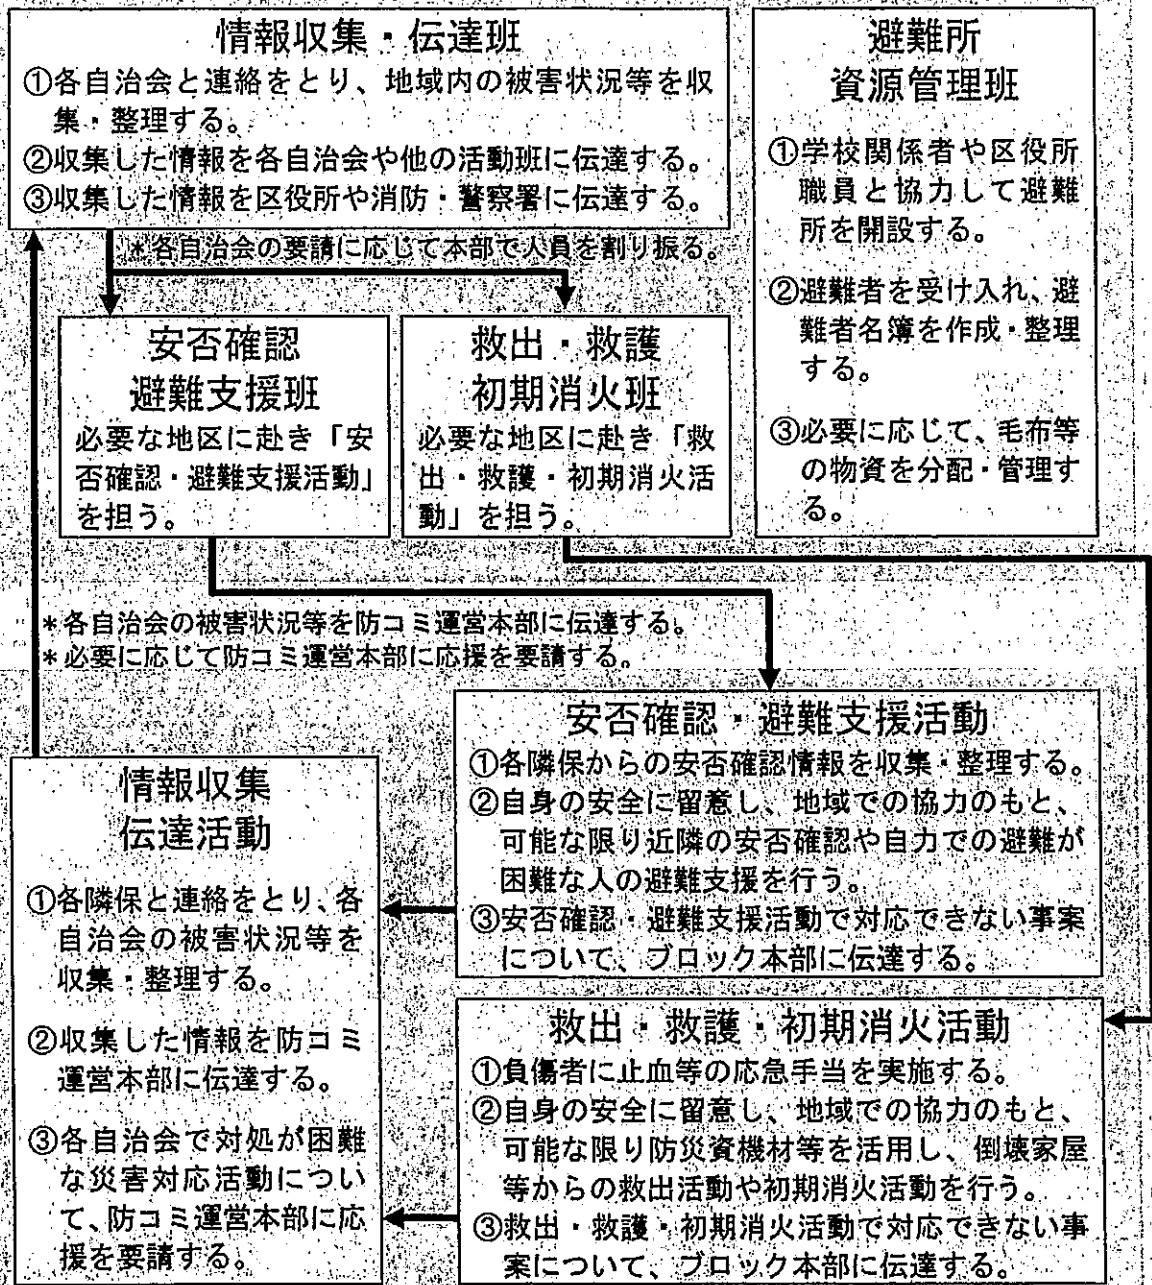 情報収集・伝達班
①各自治会と連絡をとり、地域内の被害状況等を収
集・整理する。
②収集した情報を各自治会や他の活動班に伝達する。
③収集した情報を区役所や消防・警察署に伝達する。
避難所
資源管理班
①学校関係者や区役所
職員と協力して避難
所を開設する。
②避難者を受け入れ、避
難者名簿を作成・整理
する。
③必要に応じて、毛布等
の物資を分配・管理す
る。
*各自治会の要請に応じて本部で人員を割り振る。
安否確認
避難支援班
必要な地区に赴き「安
否確認・避難支援活動」
を担う。
救出・救護
初期消火班
必要な地区に赴き「救
出・救護・初期消火活
動」を担う。
*各自治会の被害状況等を防コミ運営本部に伝達する。
*必要に応じて防コミ運営本部に応援を要請する。
安否確認・避難支援活動
①各隣保からの安否確認情報を収集・整理する。
②自身の安全に留意し、地域での協力のもと、
可能な限り近隣の安否確認や自力での避難が
困難な人の避難支援を行う。
③安否確認・避難支援活動で対応できない事案
について、ブロック本部に伝達する。
情報収集
伝達活動
①各隣保と連絡をとり、各
自治会の被害状況等を
収集・整理する。
②収集した情報を防コミ
運営本部に伝達する。
③各自治会で対処が困難
な災害対応活動につい
て、防コミ運営本部に応
援を要請する。
救出・救護・初期消火活動
①負傷者に止血等の応急手当を実施する。
②自身の安全に留意し、地域での協力のもと、
可能な限り防災資機材等を活用し、倒壊家屋
等からの救出活動や初期消火活動を行う。
③救出・救護・初期消火活動で対応できない事
案について、ブロック本部に伝達する。